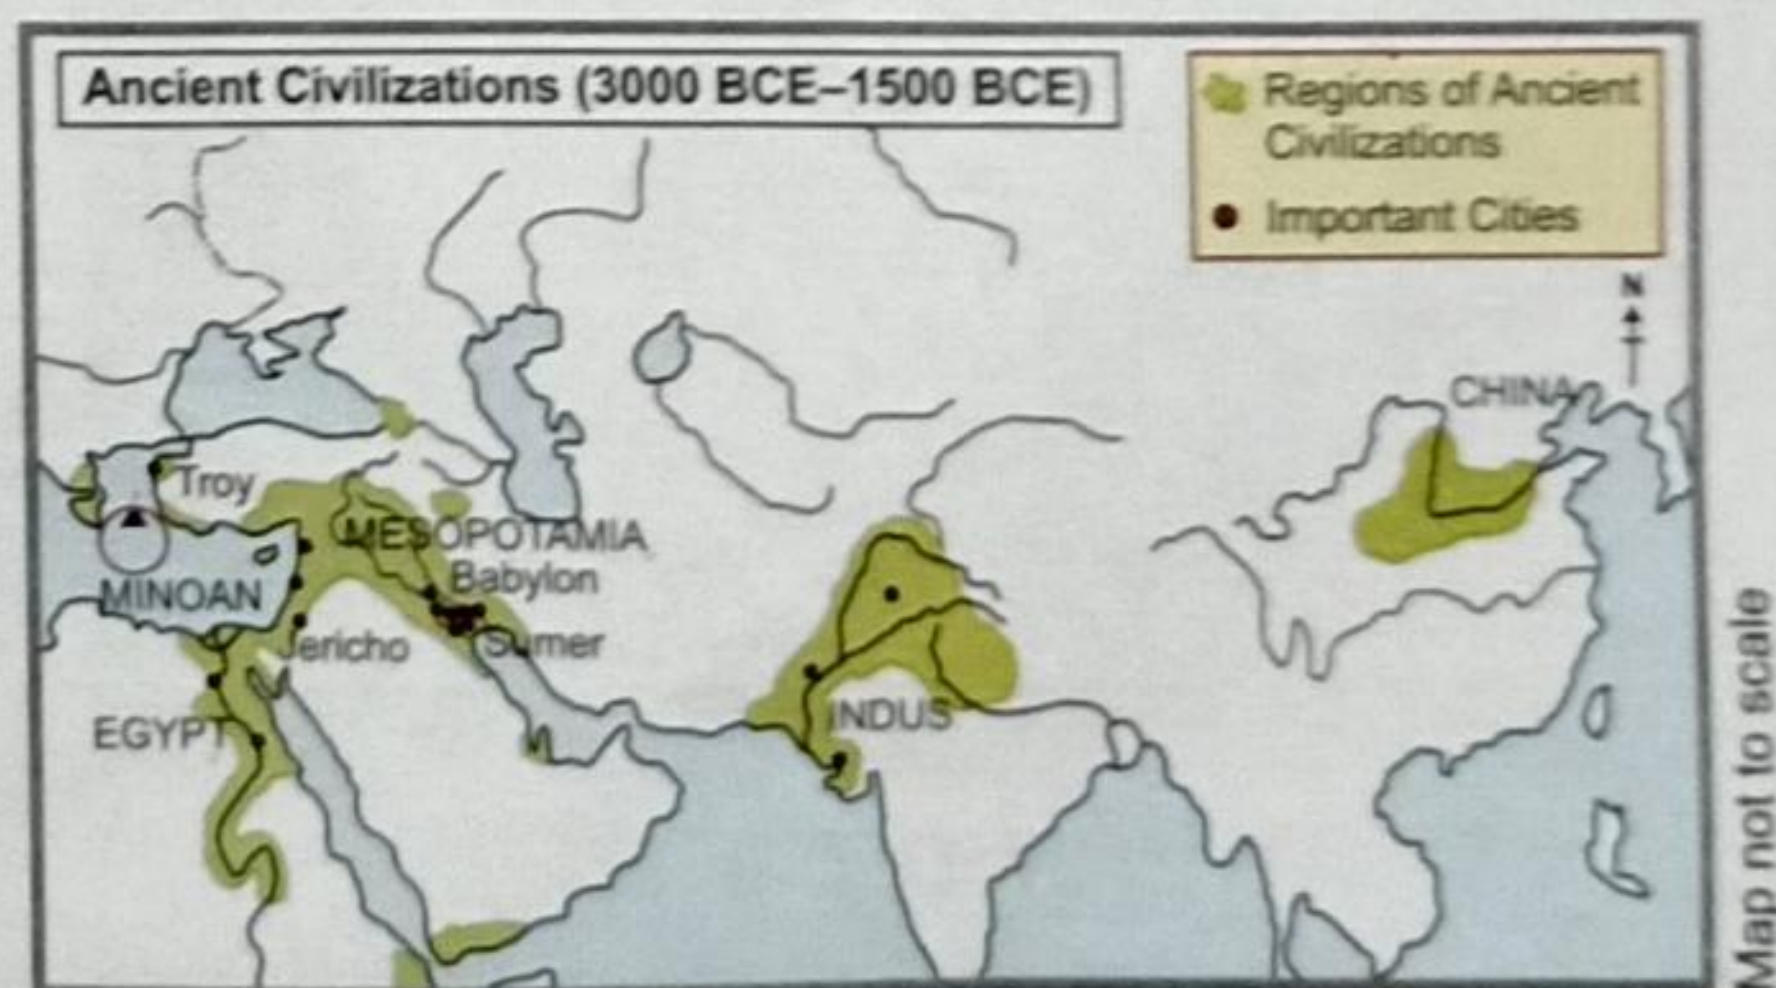 Ancient Civilizations (3000 BCE–1500 BCE)
Regions of Ancient
Civilizations
Important Cities
N
CHINA
Troy
MESOPOTAMIA
Babylon
MINOAN
Jericho
Sumer
INDUS
EGYPT
Map not to scale